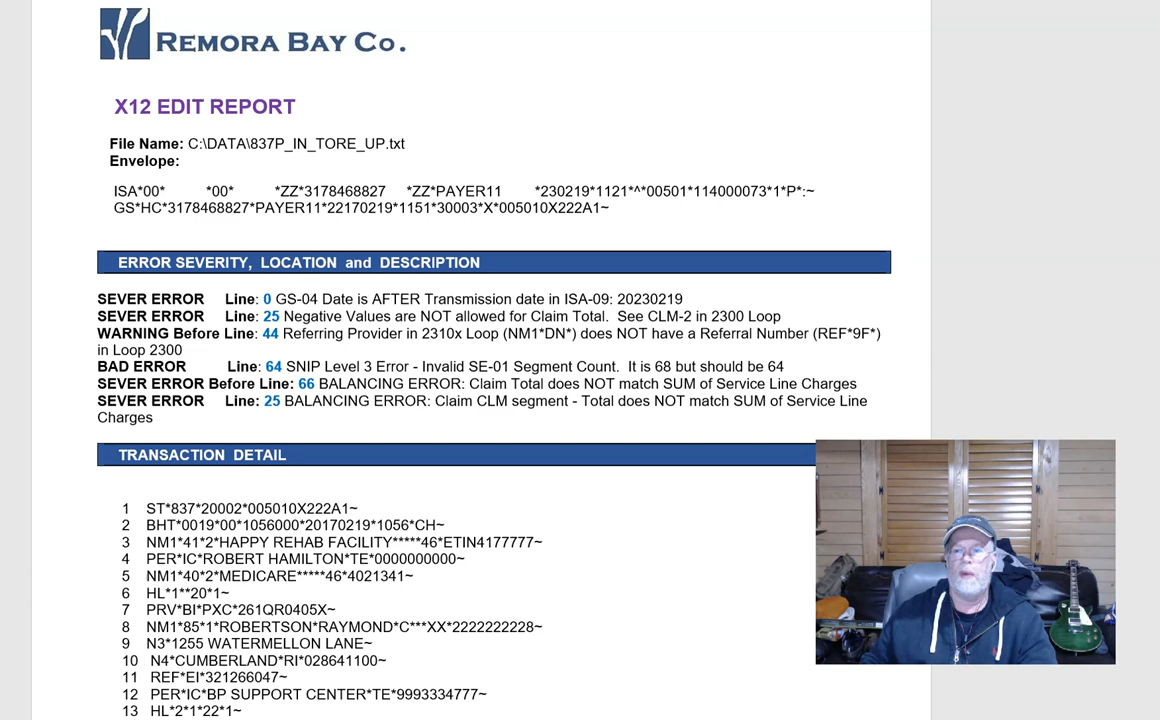 REMORA BAY CO.
X12 EDIT REPORT
File Name: C:\DATA\837P_IN_TORE_UP.txt
Envelope:
ISA*00* *00* *ZZ*3178468827 *ZZ*PAYER11 *230219*1121*^*00501*114000073*1*P*:~
GS*HC*3178468827*PAYER11*22170219*1151*30003*X*005010X222A1~
ERROR SEVERITY, LOCATION and DESCRIPTION
SEVER ERROR Line: 0 GS-04 Date is AFTER Transmission date in ISA-09: 20230219
SEVER ERROR Line: 25 Negative Values are NOT allowed for Claim Total. See CLM-2 in 2300 Loop
WARNING Before Line: 44 Referring Provider in 2310x Loop (NM1*DN*) does NOT have a Referral Number (REF*9F*)
in Loop 2300
BAD ERROR Line: 64 SNIP Level 3 Error - Invalid SE-01 Segment Count. It is 68 but should be 64
SEVER ERROR Before Line: 66 BALANCING ERROR: Claim Total does NOT match SUM of Service Line Charges
SEVER ERROR Line: 25 BALANCING ERROR: Claim CLM segment - Total does NOT match SUM of Service Line
Charges
TRANSACTION DETAIL
1 ST*837*20002*005010X222A1~
2 BHT*0019*00*1056000*20170219*1056*CH~
3 NM1*41*2*HAPPY REHAB FACILITY*****46*ETIN4177777~
4 PER*IC*ROBERT HAMILTON*TE*0000000000~
5 NM1*40*2*MEDICARE*****46*4021341~
6 HL*1**20*1~
7 PRV*BI*PXC*261QR0405X~
8 NM1*85*1*ROBERTSON*RAYMOND*C***XX*2222222228~
9 N3*1255 WATERMELLON LANE~
10 N4*CUMBERLAND*RI*028641100~
11 REF*EI*321266047~
12 PER*IC*BP SUPPORT CENTER*TE*9993334777~
13 HL*2*1*22*1~